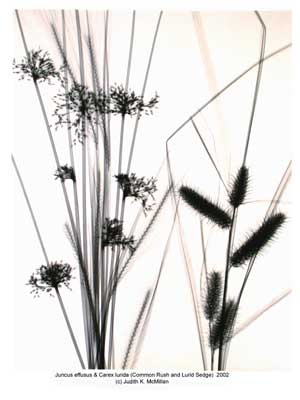 Juncus effusus & Carex lurida (Common Rush and Lurid Sedge)  2002
(c) Judith K. McMillan